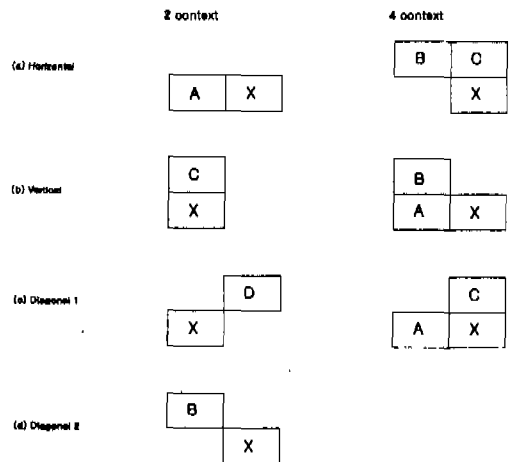 2 context 4 context
(a) Horizontal
B C
A X X
C
(b) Vertical
B
X A X
D C
(c) Diagonal 1
X A X
B
(d) Diagonal 2
X